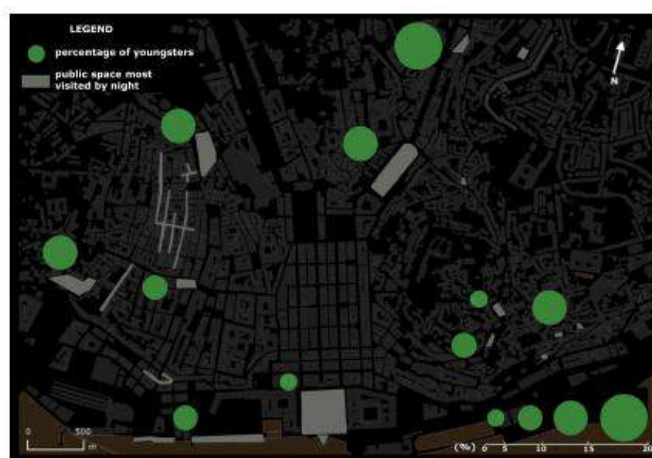 LEGEND
percentage of youngsters
public space most
visited by night
N
0 500
m
(%) 0 5 10 15 20